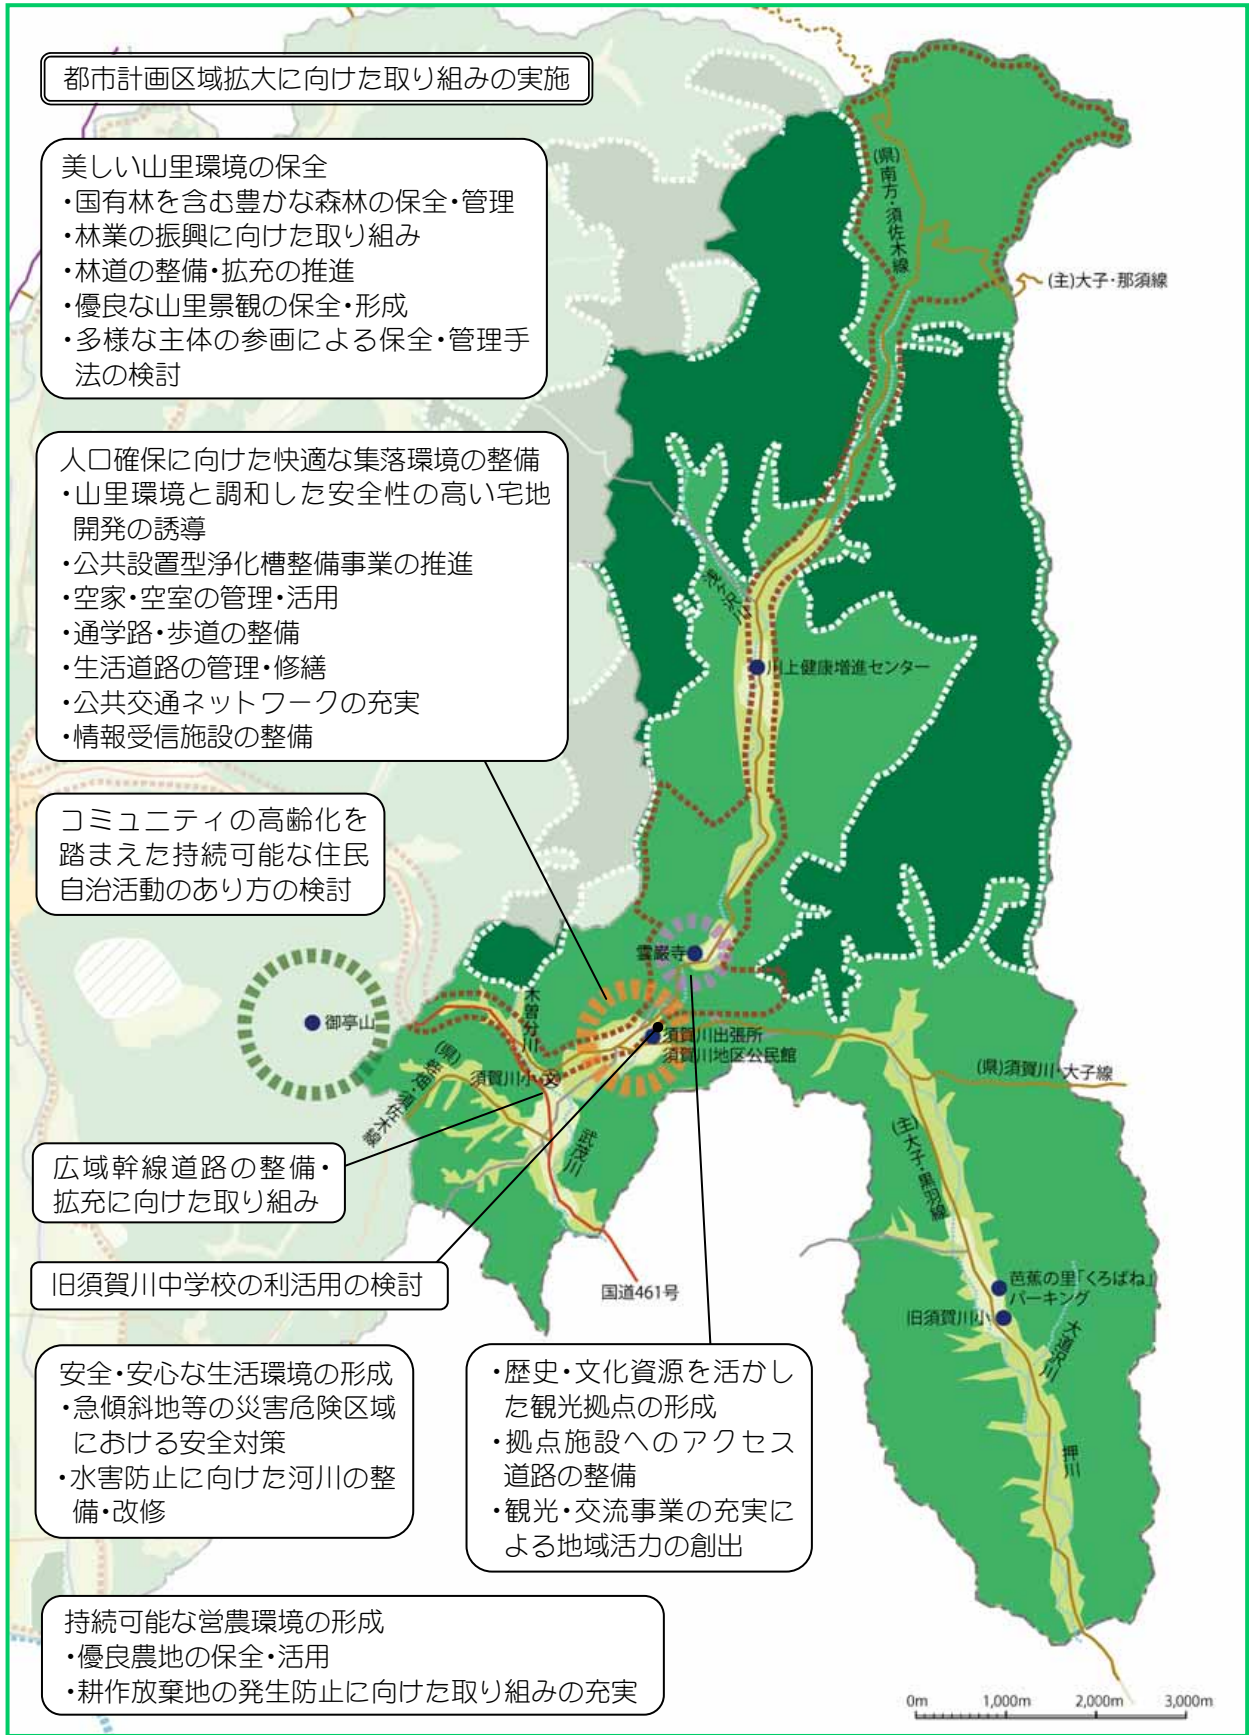 都市計画区域拡大に向けた取り組みの実施
美しい山里環境の保全
・国有林を含む豊かな森林の保全・管理
・林業の振興に向けた取り組み
・林道の整備・拡充の推進
・優良な山里景観の保全・形成
・多様な主体の参画による保全・管理手
法の検討
人口確保に向けた快適な集落環境の整備
・山里環境と調和した安全性の高い宅地
開発の誘導
・公共設置型浄化槽整備事業の推進
・空家・空室の管理・活用
・通学路・歩道の整備
・生活道路の管理・修繕
・公共交通ネットワークの充実
・情報受信施設の整備
コミュニティの高齢化を
踏まえた持続可能な住民
自治活動のあり方の検討
広域幹線道路の整備・
拡充に向けた取り組み
旧須賀川中学校の利活用の検討
安全・安心な生活環境の形成
・急傾斜地等の災害危険区域
における安全対策
・水害防止に向けた河川の整
備・改修
・歴史・文化資源を活かし
た観光拠点の形成
・拠点施設へのアクセス
道路の整備
・観光・交流事業の充実に
よる地域活力の創出
持続可能な営農環境の形成
・優良農地の保全・活用
・耕作放棄地の発生防止に向けた取り組みの充実
(県)南方・須佐木線
(主)大子・那須線
川上健康増進センター
雲巌寺
御亭山
木曽分川
須賀川出張所
須賀川地区公民館
須賀川小
文
須佐木線
武茂川
(県)須賀川・大子線
(主)大子・黒羽線
国道461号
芭蕉の里「くろばね」
パーキング
旧須賀川小
大道沢川
押川
0m 1,000m 2,000m 3,000m